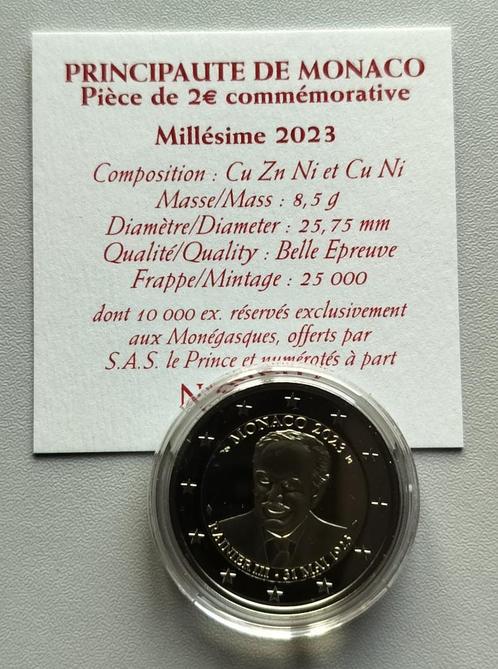 PRINCIPAUTE DE MONACO
Pièce de 2€ commémorative
Millésime 2023
Composition : Cu Zn Ni et Cu Ni
Masse/Mass : 8,5 g
Diamètre/Diameter : 25,75 mm
Qualité/Quality : Belle Epreuve
Frappe/Mintage : 25 000
dont 10 000 ex. réservés exclusivement
aux Monégasques, offerts par
S.A.S. le Prince et numérotés à part
MONACO 2023
RAINIER III - 31 MAI 1923